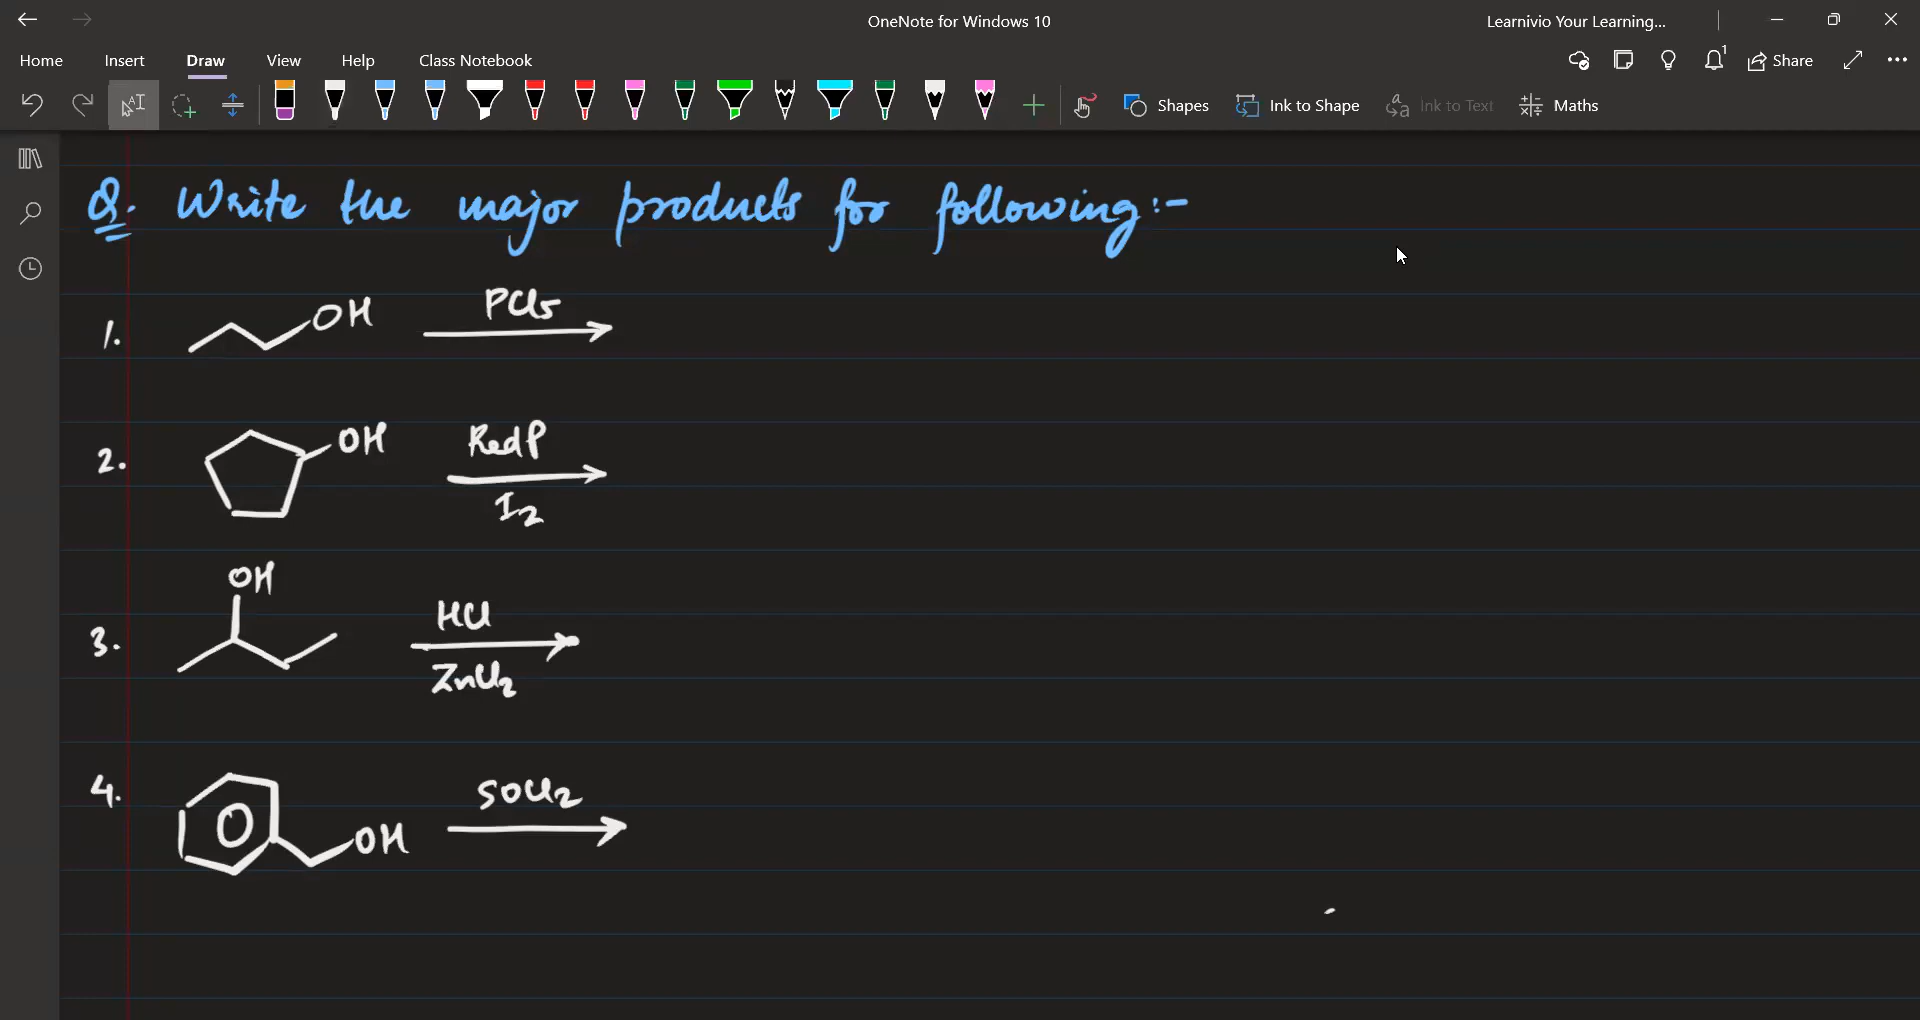 OneNote for Windows 10
Learnivio Your Learning...
Home Insert Draw View Help Class Notebook
1
Share
Shapes Ink to Shape Ink to Text Maths
Q. Write the major products for following:-
1. OH PCl5
2. OH Red P
I2
OH
3. HCl
ZnCl2
4. OH SOCl2